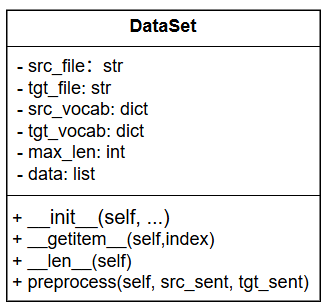 DataSet
- src_file：str
- tgt_file: str
- src_vocab: dict
- tgt_vocab: dict
- max_len: int
- data: list
+ __init__(self, ...)
+ __getitem__(self,index)
+ __len__(self)
+ preprocess(self, src_sent, tgt_sent)